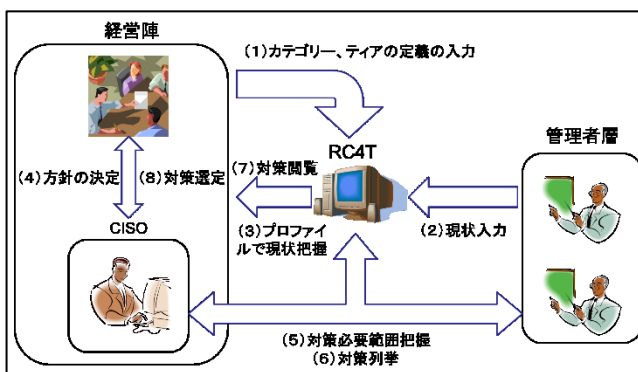 経営陣
(1)カテゴリー、ティアの定義の入力
RC4T
管理者層
(4)方針の決定
(8)対策選定
(7)対策閲覧
(3)プロファイ
ルで現状把握
(2)現状入力
CISO
(5)対策必要範囲把握
(6)対策列挙